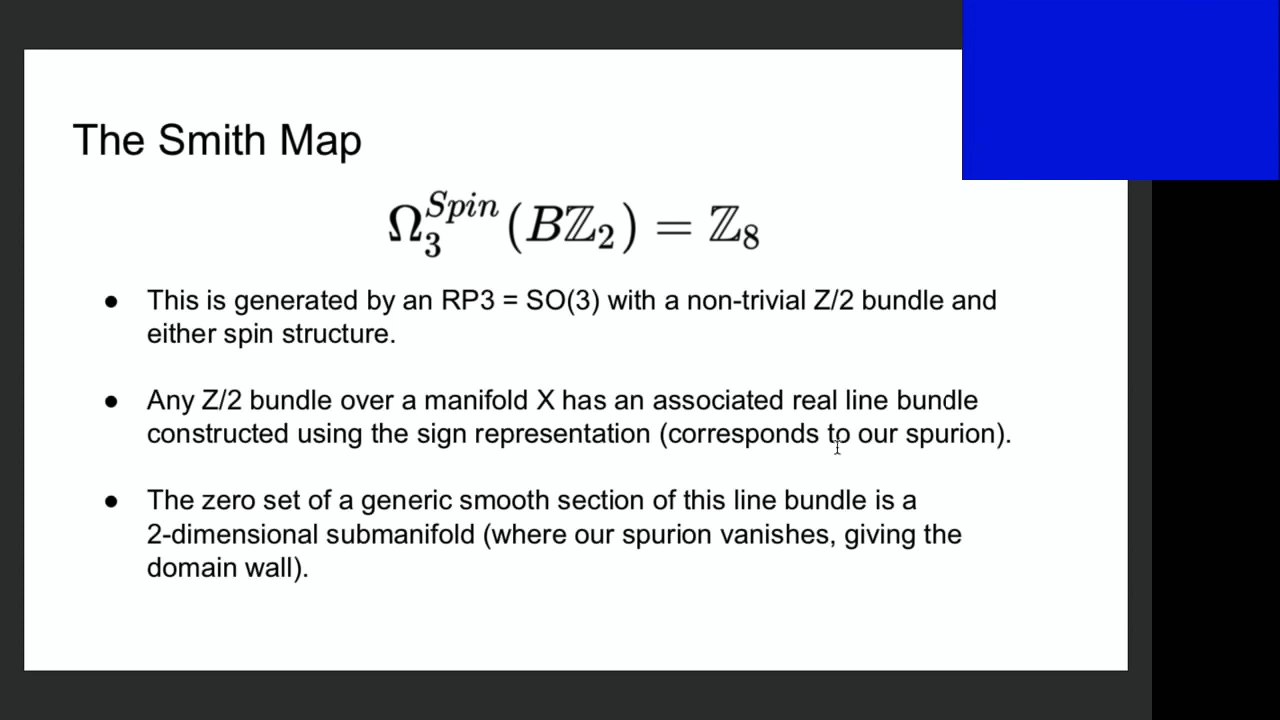 The Smith Map
Ω_3^{Spin}(Bℤ_2) = ℤ_8
● This is generated by an RP3 = SO(3) with a non-trivial Z/2 bundle and
either spin structure.
● Any Z/2 bundle over a manifold X has an associated real line bundle
constructed using the sign representation (corresponds to our spurion).
● The zero set of a generic smooth section of this line bundle is a
2-dimensional submanifold (where our spurion vanishes, giving the
domain wall).